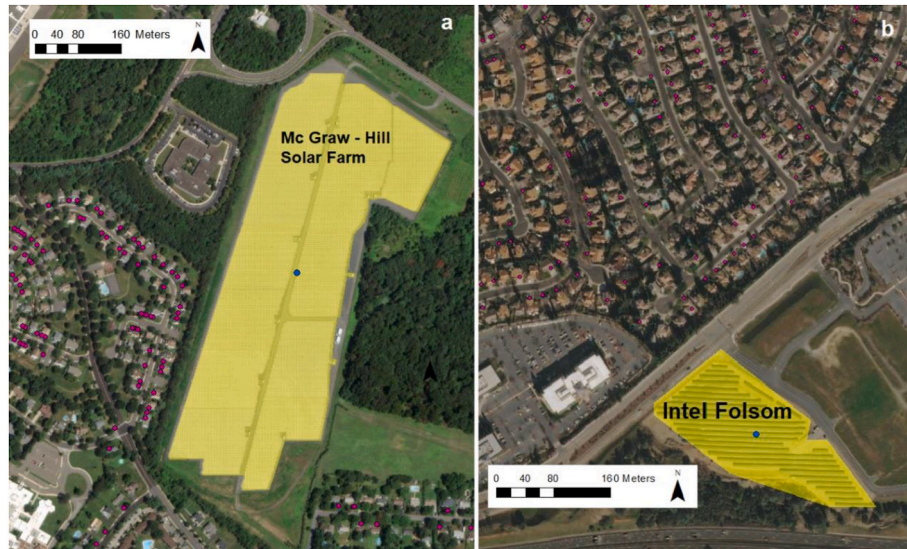 0 40 80 160 Meters
N
a
Mc Graw - Hill
Solar Farm
b
Intel Folsom
0 40 80 160 Meters
N